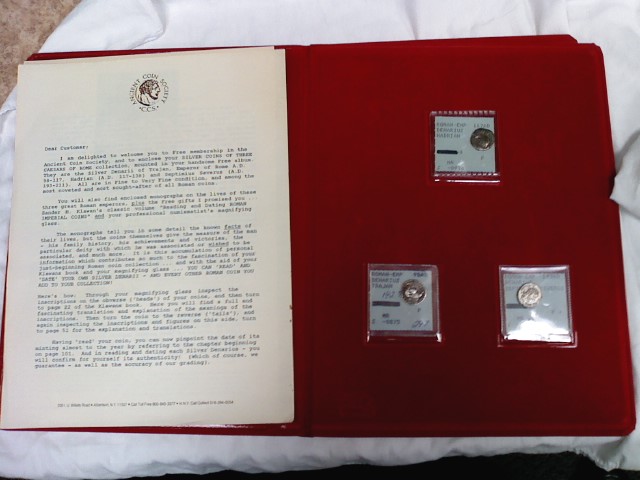 ANCIENT COIN SOCIETY
C.C.S.
Dear Customer:
I am delighted to welcome you to Free membership in the
Ancient Coin Society, and to enclose your SILVER COINS OF THREE
CAESARS OF ROME collection, mounted in your handsome Free album.
They are the Silver Denarii of Trajan, Emperor of Rome A.D.
98-117, Hadrian (A.D. 117-138) and Septimius Severus (A.D.
193-211). All are in Fine to Very Fine condition, and among the
most coveted and most sought-after of all Roman coins.
You will also find enclosed monographs on the lives of these
three great Roman emperors, plus the Free gifts I promised you ..
Zander H. Klawans's classic volume "Reading and Dating ROMAN
IMPERIAL COINS" and your professional numismatist's magnifying
glass.
The monographs tell you in some detail the known facts of
their lives. But the coins themselves give the measure of the man
- his family history, his achievements and victories, the
particular deity with which he was associated or wished to be
associated, and much more. It is this accumulation of personal
information which contributes so much to the fascination of your
just-beginning Roman coin collection ... and with the aid of your
Klawans book and your magnifying glass ... YOU CAN 'READ' AND
'DATE' YOUR OWN SILVER DENARII - AND EVERY OTHER ROMAN COIN YOU
ADD TO YOUR COLLECTION!
Here's how. Through your magnifying glass inspect the
inscriptions on the obverse ('heads') of your coins, and then turn
to page 22 of the Klawans book. Here you will find a full and
fascinating translation and explanation of the meanings of the
inscriptions. Then turn the coin to the reverse ('tails'), and
again inspecting the inscriptions and figures on this side, turn
to page 52 for the explanation and translations.
Having 'read' your coin, you can now pinpoint the date of its
minting almost to the year by referring to the chapter beginning
on page 101. And in reading and dating each Silver Denarius - you
will confirm for yourself its authenticity! (Which of course, we
guarantee - as well as the accuracy of our grading).
ROMAN-EMP
DENARIUS
HADRIAN
ROMAN-EMP
DENARIUS
TRAJAN